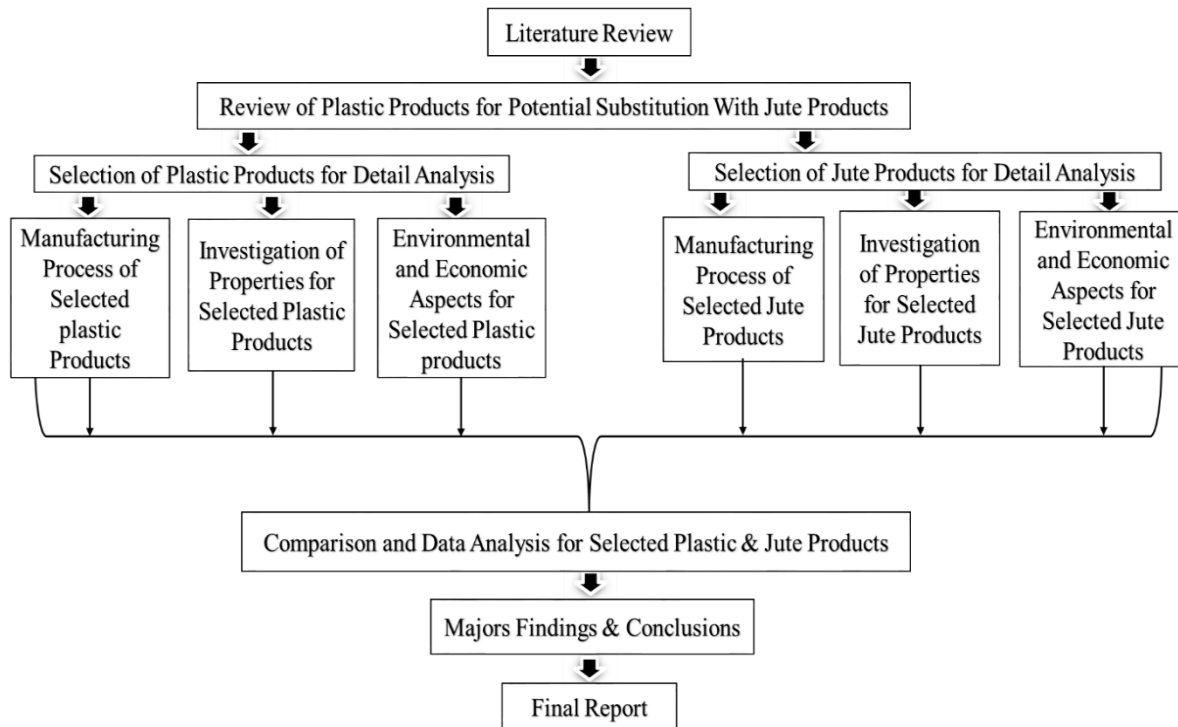 Literature Review
Review of Plastic Products for Potential Substitution With Jute Products
Selection of Plastic Products for Detail Analysis
Selection of Jute Products for Detail Analysis
Manufacturing
Process of
Selected
plastic
Products
Investigation of
Properties for
Selected Plastic
Products
Environmental
and Economic
Aspects for
Selected Plastic
products
Manufacturing
Process of
Selected Jute
Products
Investigation
of Properties
for Selected
Jute Products
Environmental
and Economic
Aspects for
Selected Jute
Products
Comparison and Data Analysis for Selected Plastic & Jute Products
Majors Findings & Conclusions
Final Report